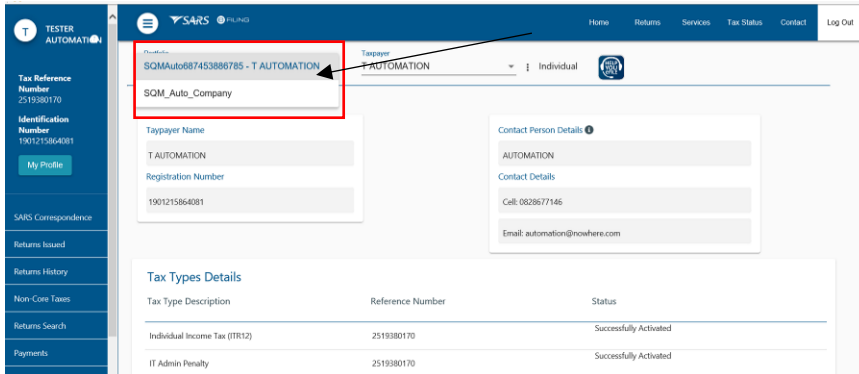 SARS eFILING
Home Returns Services Tax Status Contact Log Out
T
TESTER
AUTOMATION
Tax Reference
Number
2519380170
Identification
Number
1901215864081
My Profile
SARS Correspondence
Returns Issued
Returns History
Non-Core Taxes
Returns Search
Payments
Portfolio
SQMAuto687453886785 - T AUTOMATION
SQM_Auto_Company
Taxpayer
T AUTOMATION
Individual
HELP
YOU
eFILE
Taypayer Name
T AUTOMATION
Registration Number
1901215864081
Contact Person Details
AUTOMATION
Contact Details
Cell: 0828677146
Email: automation@nowhere.com
Tax Types Details
Tax Type Description Reference Number Status
Individual Income Tax (ITR12) 2519380170 Successfully Activated
IT Admin Penalty 2519380170 Successfully Activated